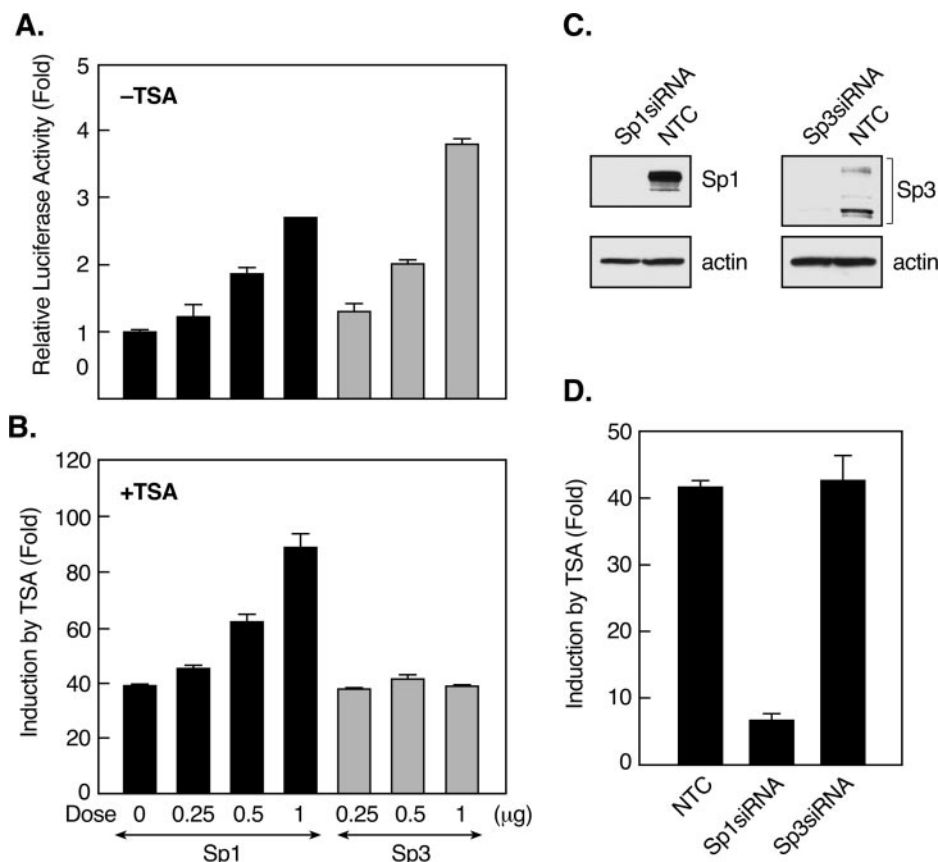 A.
Relative Luciferase Activity (Fold)
5
4
3
2
1
0
–TSA
B.
Induction by TSA (Fold)
120
100
80
60
40
20
0
+TSA
Dose 0 0.25 0.5 1 0.25 0.5 1 (μg)
Sp1 Sp3
C.
Sp1siRNA
NTC
Sp1
actin
Sp3siRNA
NTC
Sp3
actin
D.
Induction by TSA (Fold)
50
40
30
20
10
0
NTC
Sp1siRNA
Sp3siRNA